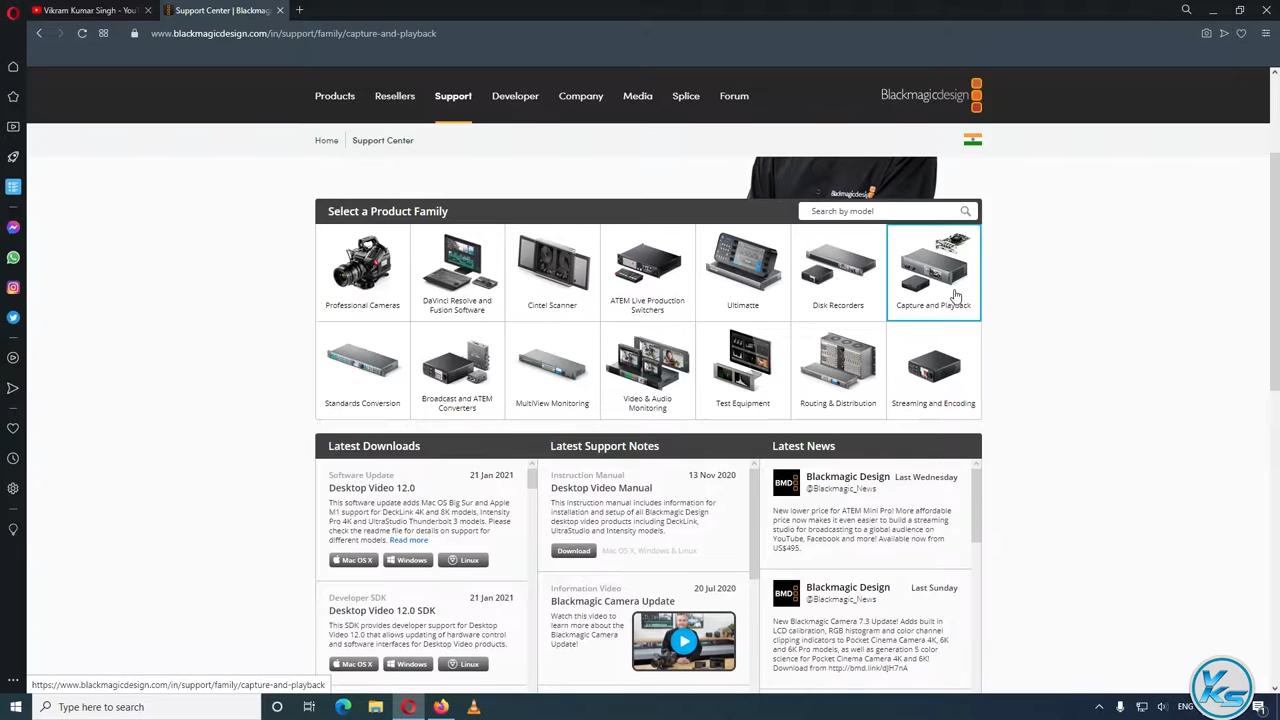 Vikram Kumar Singh - You
Support Center | Blackmag
www.blackmagicdesign.com/in/support/family/capture-and-playback
Products
Resellers
Support
Developer
Company
Media
Splice
Forum
Blackmagicdesign
Home
Support Center
Blackmagicdesign
Select a Product Family
Search by model
Professional Cameras
DaVinci Resolve and
Fusion Software
Cintel Scanner
ATEM Live Production
Switchers
Ultimatte
Disk Recorders
Capture and Playback
Standards Conversion
Broadcast and ATEM
Converters
MultiView Monitoring
Video & Audio
Monitoring
Test Equipment
Routing & Distribution
Streaming and Encoding
Latest Downloads
Software Update
21 Jan 2021
Desktop Video 12.0
This software update adds Mac OS Big Sur and Apple
M1 support for DeckLink 4K and 8K models, Intensity
Pro 4K and UltraStudio Thunderbolt 3 models. Please
check the readme file for details on support for
different models. Read more
Mac OS X
Windows
Linux
Developer SDK
21 Jan 2021
Desktop Video 12.0 SDK
This SDK provides developer support for Desktop
Video 12.0 that allows updating of hardware control
and software interfaces for Desktop Video products.
Mac OS X
Windows
Linux
Latest Support Notes
Instruction Manual
13 Nov 2020
Desktop Video Manual
This instruction manual includes information for
installation and setup of all Blackmagic Design
desktop video products including DeckLink,
UltraStudio and Intensity models.
Download
Mac OS X, Windows & Linux
Information Video
20 Jul 2020
Blackmagic Camera Update
Watch this video to
learn more about the
Blackmagic Camera
Update!
Latest News
BMD
Blackmagic Design
Last Wednesday
@Blackmagic_News
New lower price for ATEM Mini Pro! More affordable
price now makes it even easier to build a streaming
studio for broadcasting to a global audience on
YouTube, Facebook and more! Available now from
US$495.
BMD
Blackmagic Design
Last Sunday
@Blackmagic_News
New Blackmagic Camera 7.3 Update! Adds built in
LCD calibration, RGB histogram and color channel
clipping indicators to Pocket Cinema Camera 4K, 6K
and 6K Pro models, as well as generation 5 color
science for Pocket Cinema Camera 4K and 6K!
Download from http://bmd.link/dJH7nA
https://www.blackmagicdesign.com/in/support/family/capture-and-playback
Type here to search
ENG
KS